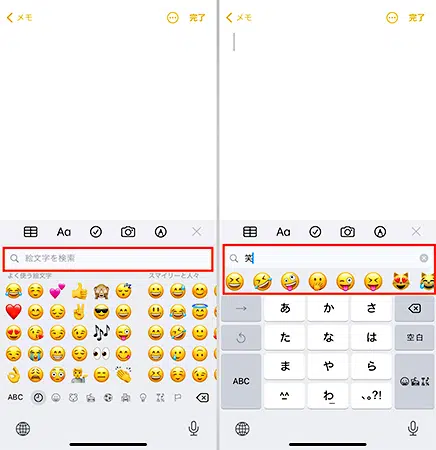 メモ
完了
Aa
絵文字を検索
よく使う絵文字
スマイリーと人々
ABC
メモ
完了
Aa
笑
→
あ
か
さ
た
な
は
空白
ABC
ま
や
ら
^^
わ
、。?!